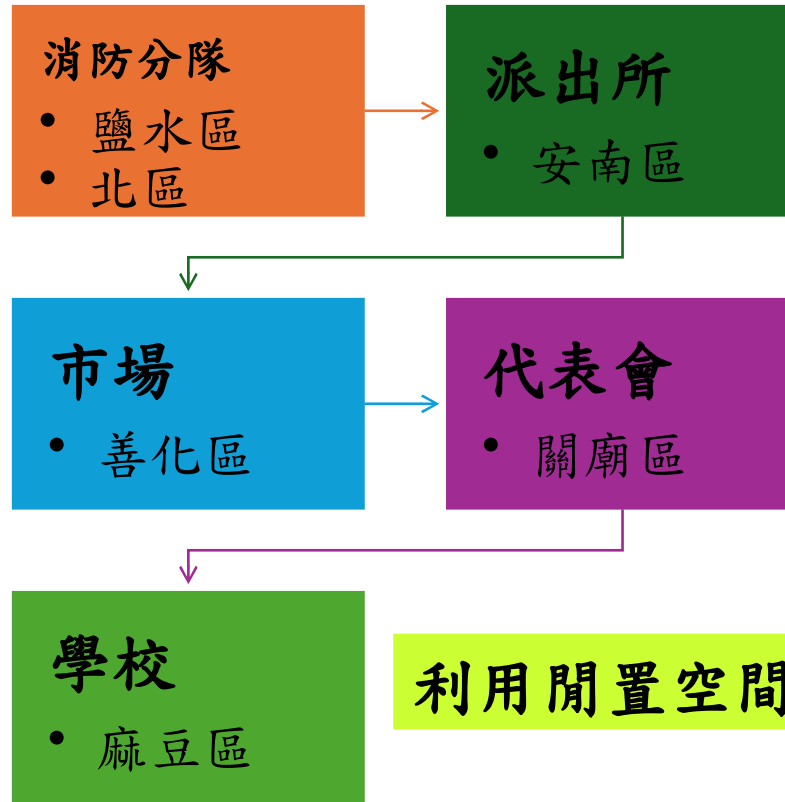 消防分隊
• 鹽水區
• 北區
派出所
• 安南區
市場
• 善化區
代表會
• 關廟區
學校
• 麻豆區
利用閒置空間